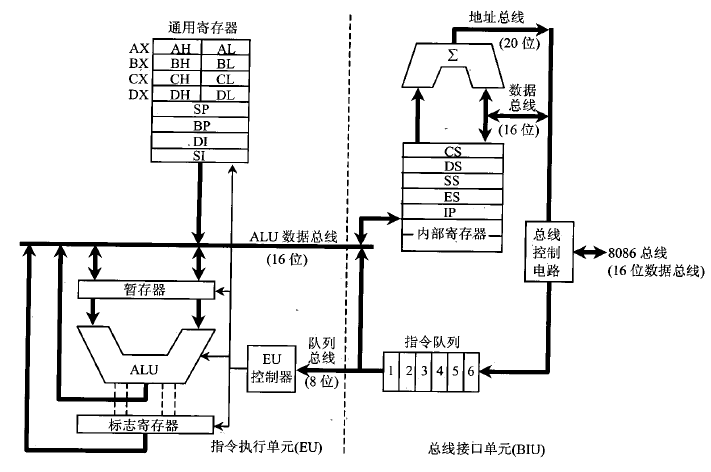 通用寄存器
AX AH AL
BX BH BL
CX CH CL
DX DH DL
SP
BP
DI
SI
地址总线
(20 位)
Σ
数据
总线
(16 位)
CS
DS
SS
ES
IP
内部寄存器
ALU 数据总线
(16 位)
总线
控制
电路
8086 总线
(16 位数据总线)
暂存器
ALU
标志寄存器
EU
控制器
队列
总线
(8 位)
指令队列
1 2 3 4 5 6
指令执行单元(EU)
总线接口单元(BIU)